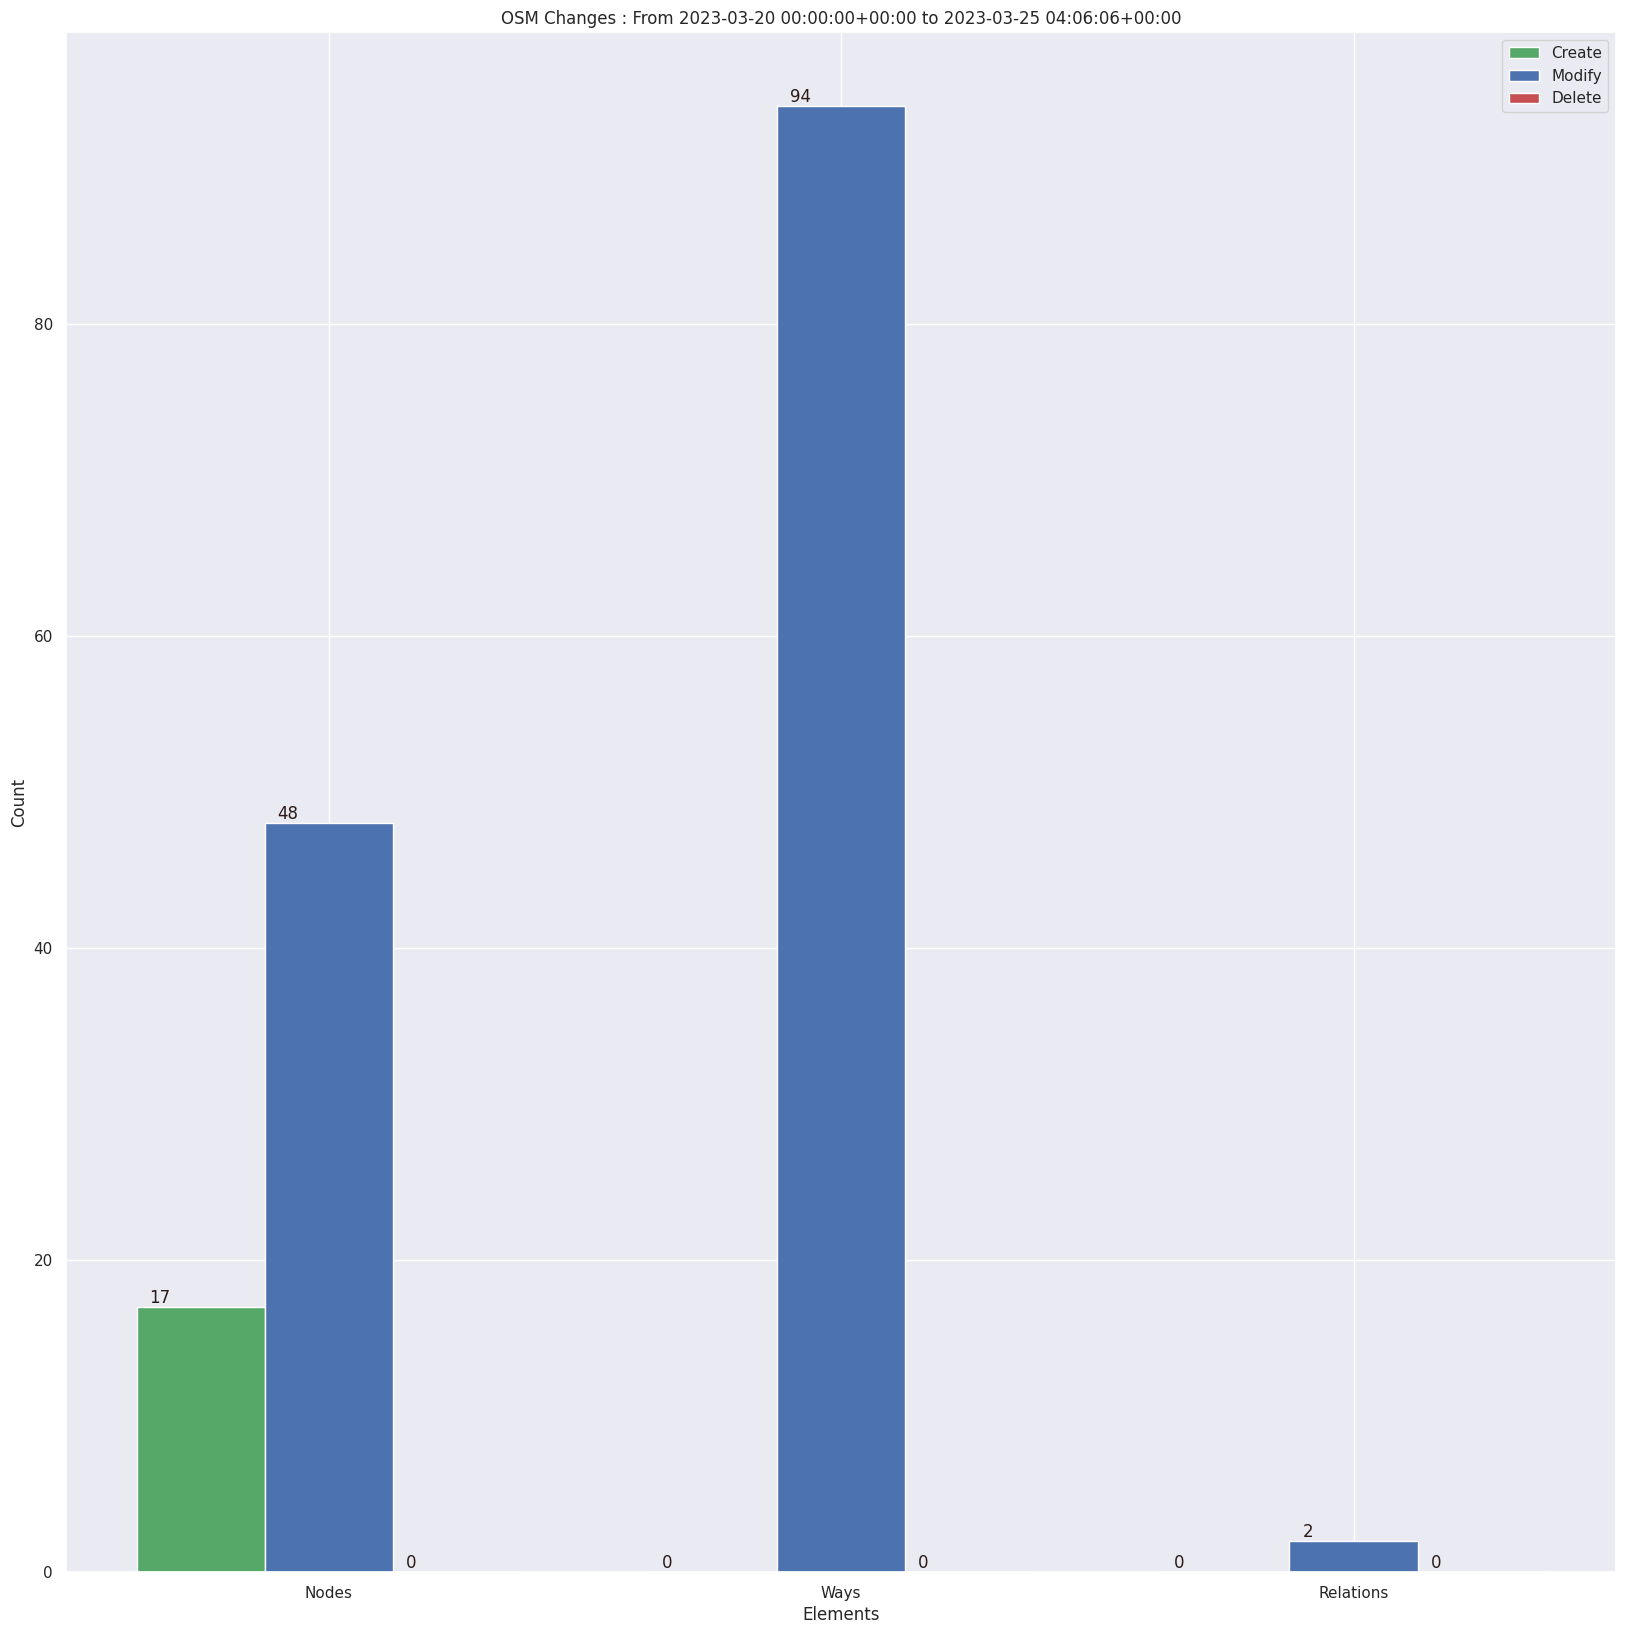 OSM Changes : From 2023-03-20 00:00:00+00:00 to 2023-03-25 04:06:06+00:00
Create
Modify
Delete
94
80
60
Count
48
40
20
17
2
0
0
0
0
0
0
Nodes
Ways
Relations
Elements